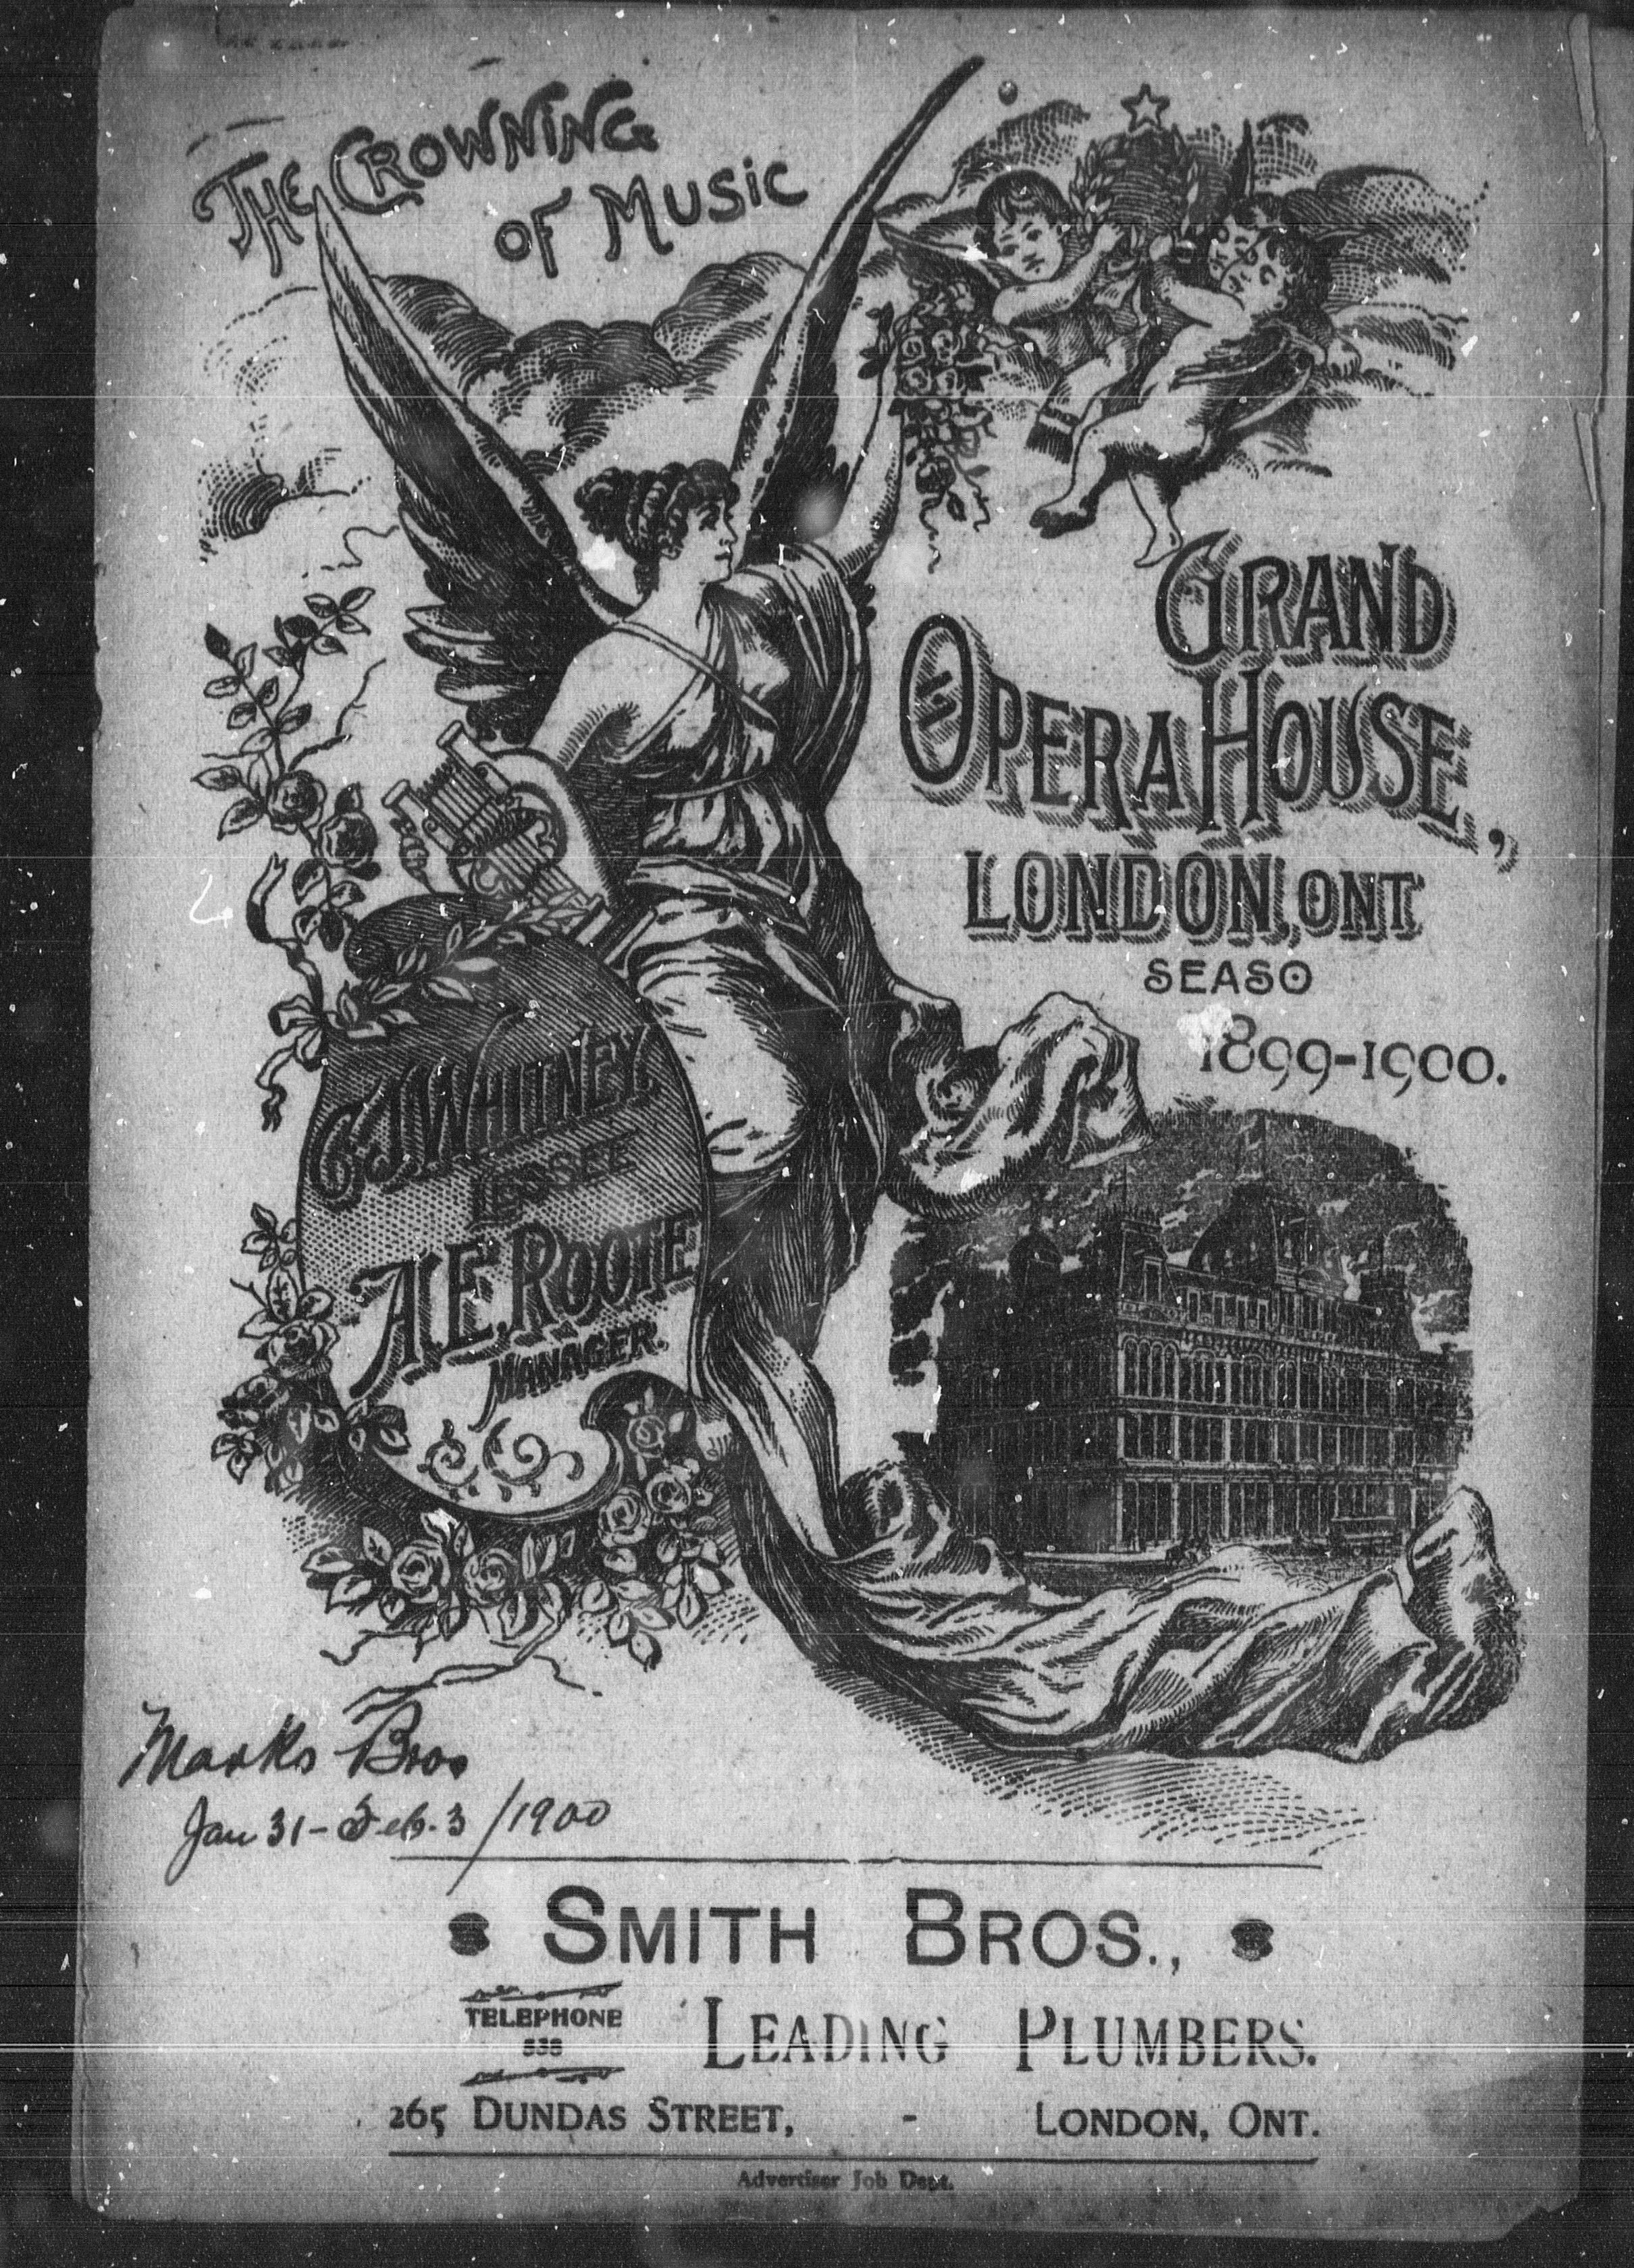 THE CROWNING
OF MUSIC
GRAND
OPERA HOUSE,
LONDON, ONT
SEASO
1899-1900.
C.J. WHITNEY,
LESSEE
A.E. ROOTE
MANAGER.
Marks Bros
Jan 31 - Feb. 3 / 1900
SMITH BROS.,
TELEPHONE
538
LEADING PLUMBERS.
265 DUNDAS STREET, - LONDON, ONT.
Advertiser Job Dept.